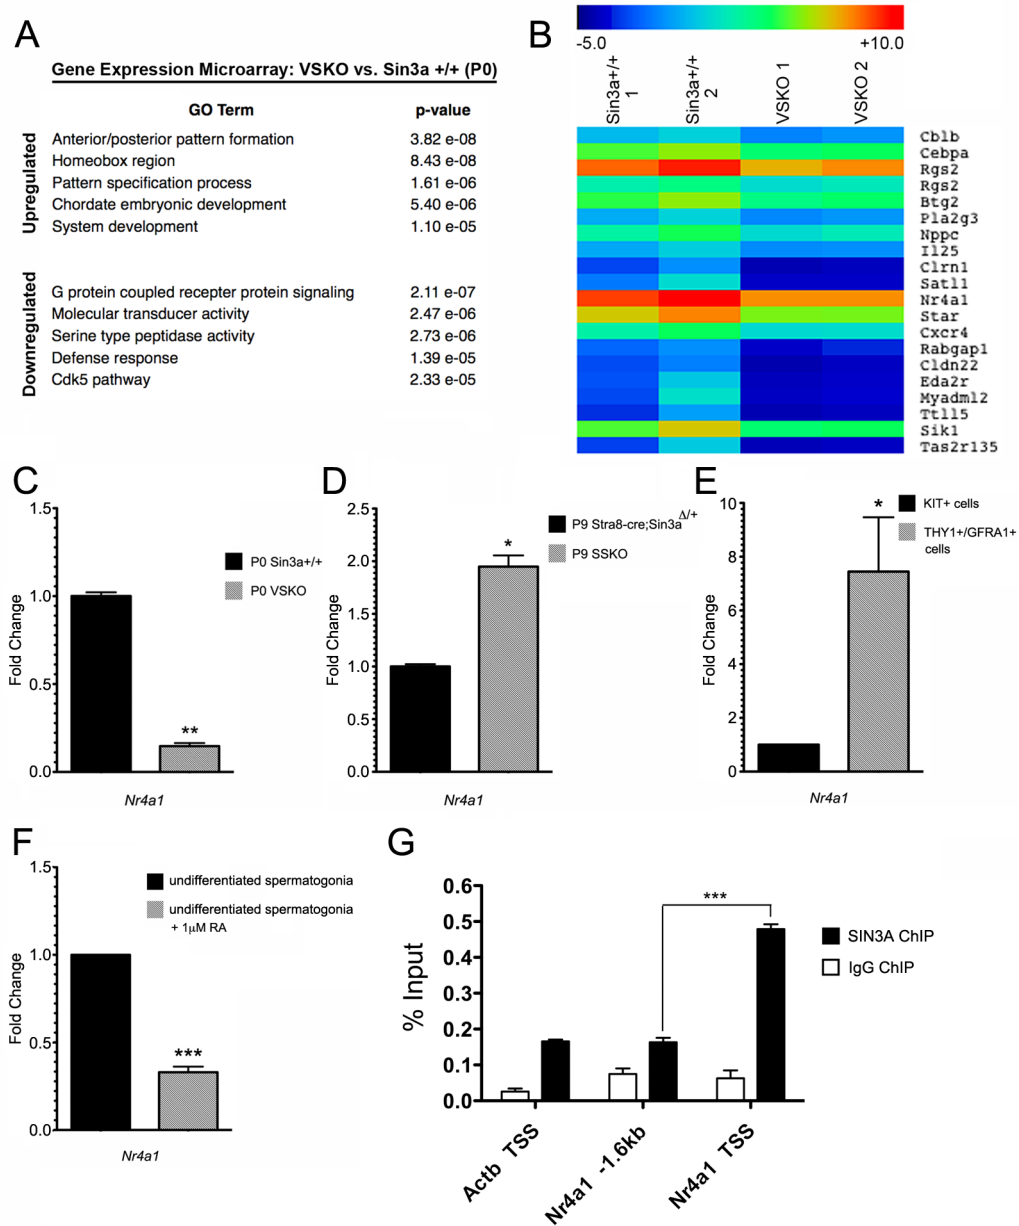 A
Gene Expression Microarray: VSKO vs. Sin3a +/+ (P0)
GO Term p-value
Upregulated
Anterior/posterior pattern formation 3.82 e-08
Homeobox region 8.43 e-08
Pattern specification process 1.61 e-06
Chordate embryonic development 5.40 e-06
System development 1.10 e-05
Downregulated
G protein coupled recepter protein signaling 2.11 e-07
Molecular transducer activity 2.47 e-06
Serine type peptidase activity 2.73 e-06
Defense response 1.39 e-05
Cdk5 pathway 2.33 e-05
B
-5.0 +10.0
Sin3a+/+ 1
Sin3a+/+ 2
VSKO 1
VSKO 2
Cblb
Cebpa
Rgs2
Rgs2
Btg2
Pla2g3
Nppc
Il25
Clrn1
Satl1
Nr4a1
Star
Cxcr4
Rabgap1
Cldn22
Eda2r
Myadml2
Ttll5
Sik1
Tas2r135
C
Fold Change
1.5
1.0
0.5
0.0
**
P0 Sin3a+/+
P0 VSKO
Nr4a1
D
Fold Change
2.5
2.0
1.5
1.0
0.5
0.0
*
P9 Stra8-cre;Sin3a Δ/+
P9 SSKO
Nr4a1
E
Fold Change
10
8
6
4
2
0
*
KIT+ cells
THY1+/GFRA1+
cells
Nr4a1
F
Fold Change
1.5
1.0
0.5
0.0
***
undifferentiated spermatogonia
undifferentiated spermatogonia
+ 1µM RA
Nr4a1
G
% Input
0.6
0.5
0.4
0.3
0.2
0.1
0.0
***
SIN3A ChIP
IgG ChIP
Actb TSS
Nr4a1 -1.6kb
Nr4a1 TSS